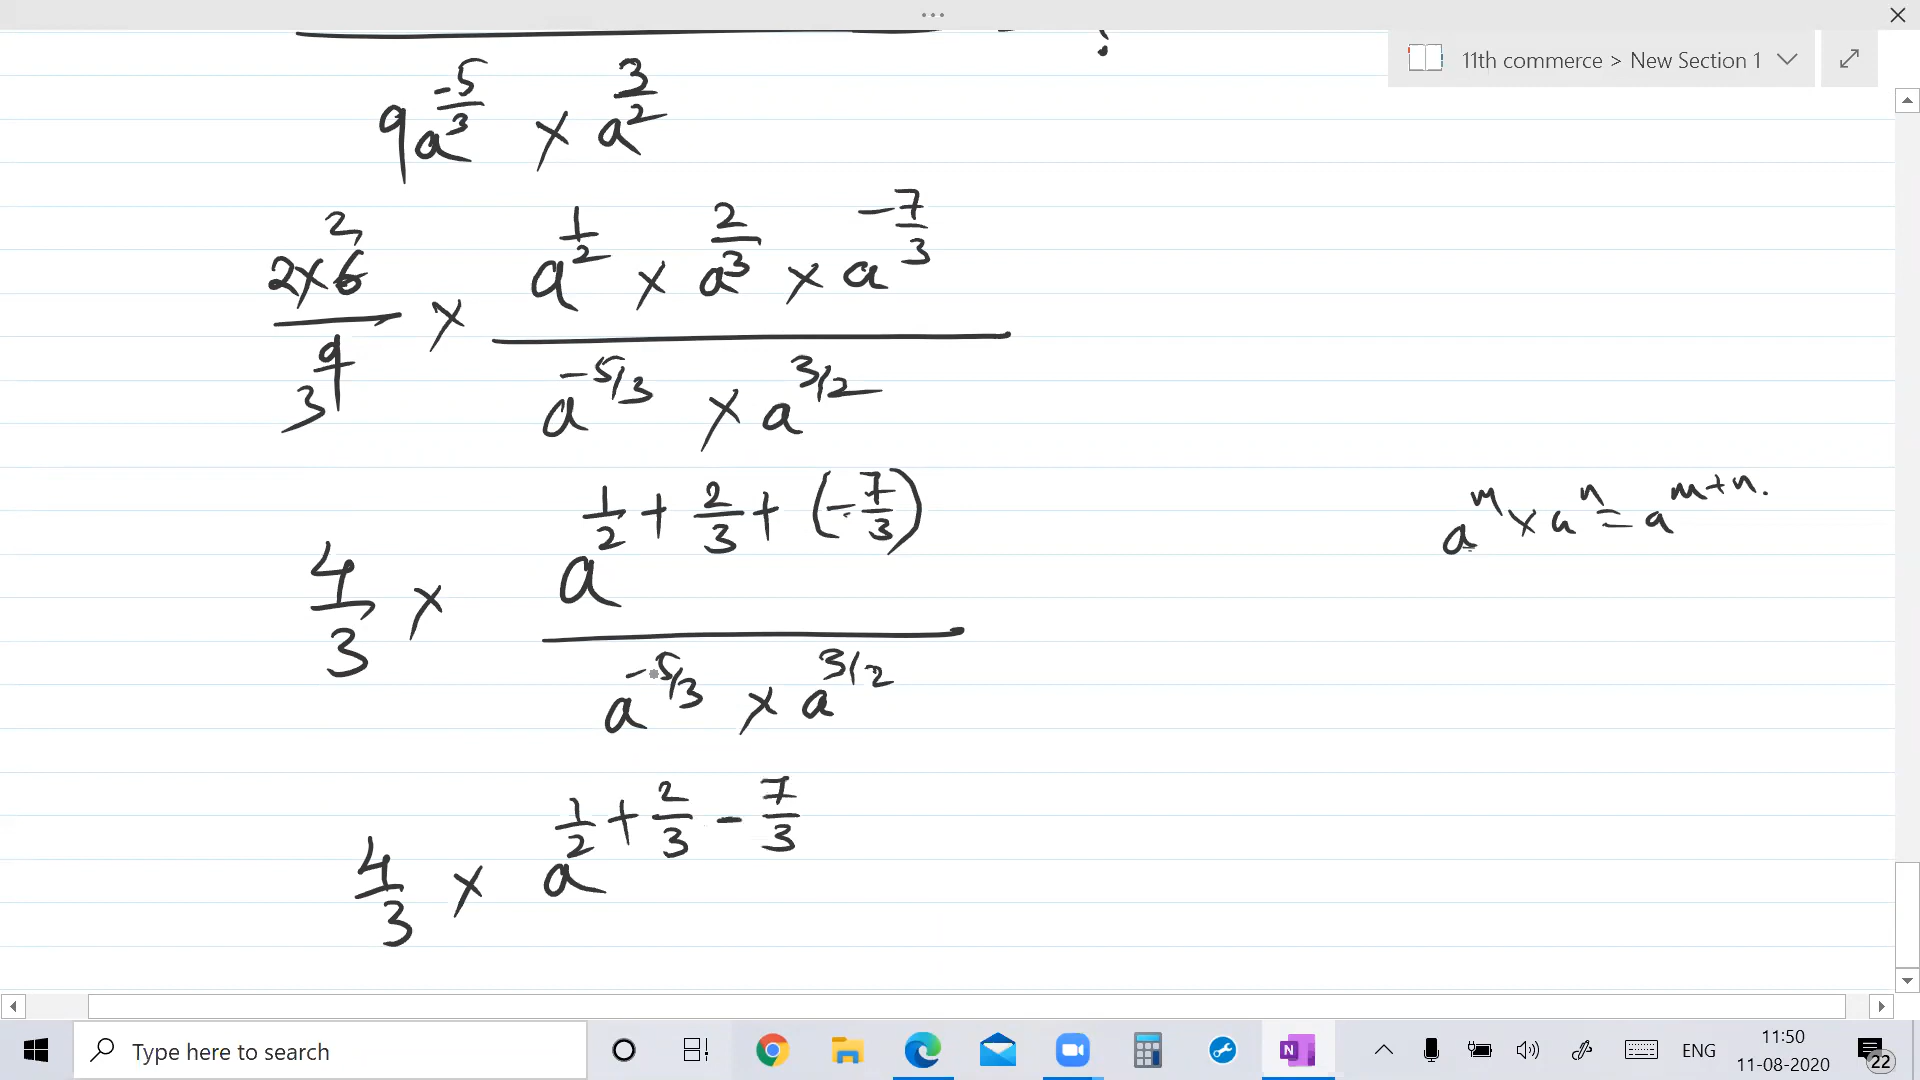 11th commerce > New Section 1
9a^(-5/3) × a^(3/2)
(2×6 2)/(9 3) × (a^(1/2) × a^(2/3) × a^(-7/3))/(a^(-5/3) × a^(3/2))
4/3 × a^(1/2 + 2/3 + (-7/3))/(a^(-5/3) × a^(3/2))
a^m × a^n = a^(m+n).
4/3 × a^(1/2 + 2/3 - 7/3)
Type here to search
ENG
11:50
11-08-2020
22